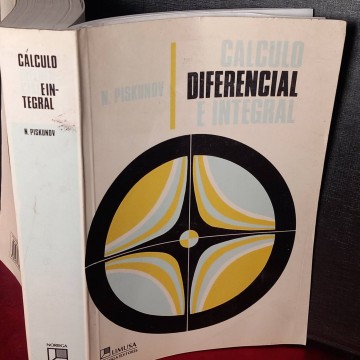 CÁLCULO
EIN-
TEGRAL
N. PISKUNOV
NORIEGA
CALCULO
DIFERENCIAL
E INTEGRAL
N. PISKUNOV
LIMUSA